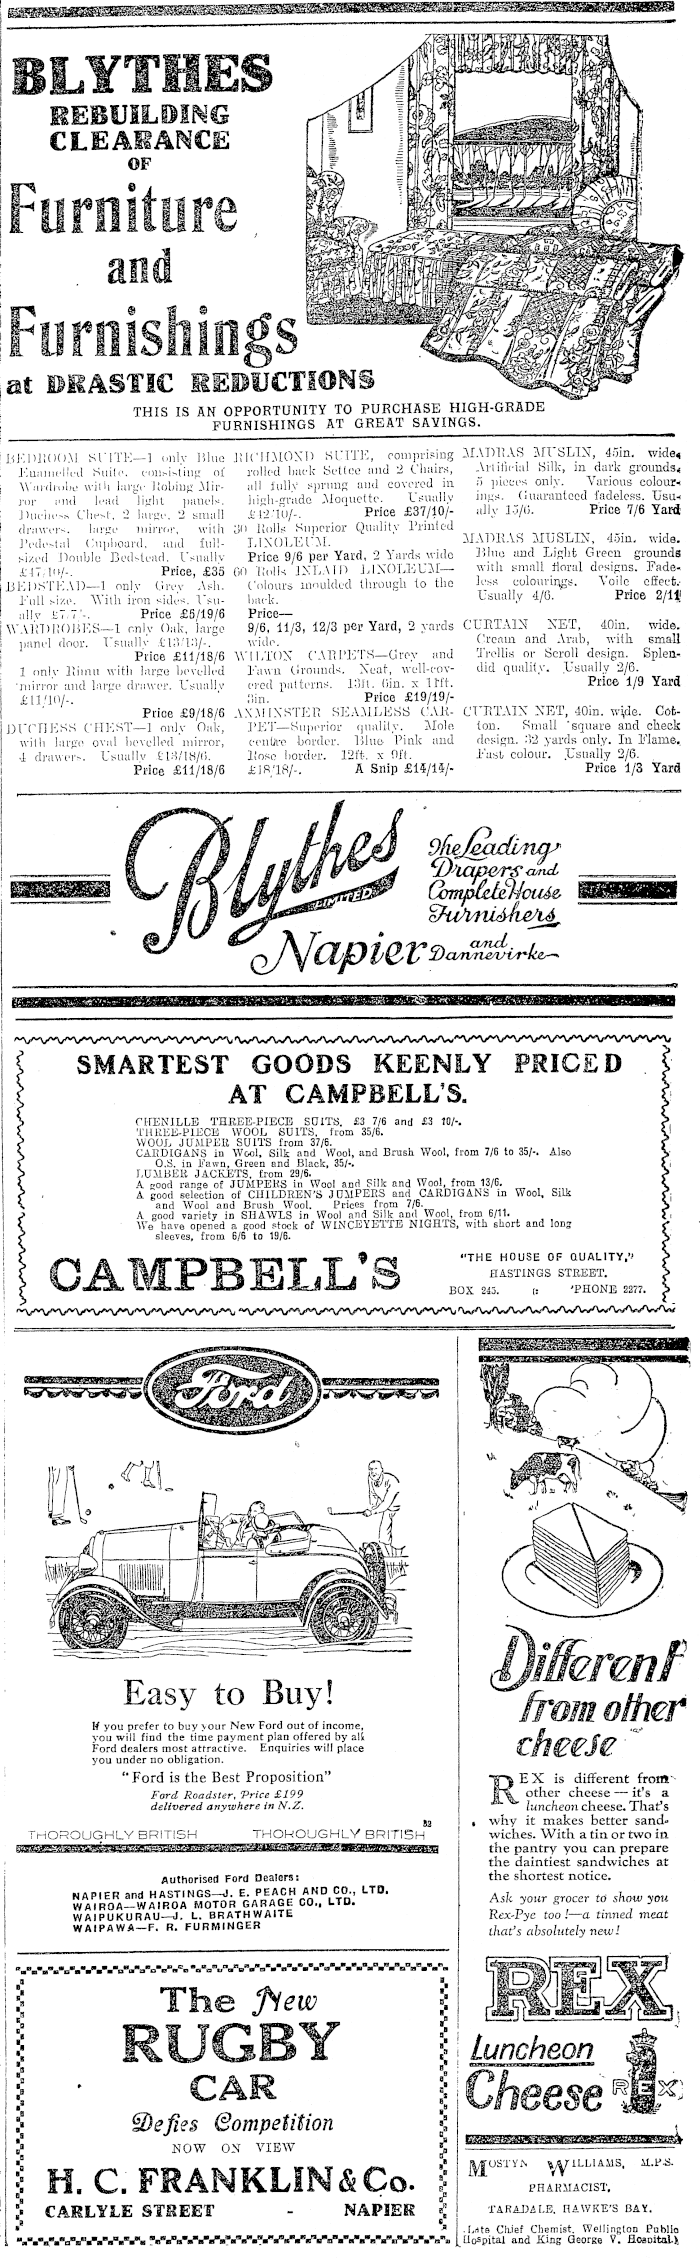 BLYTHES
REBUILDING
CLEARANCE
OF
Furniture
and
Furnishings
at DRASTIC REDUCTIONS
THIS IS AN OPPORTUNITY TO PURCHASE HIGH-GRADE
FURNISHINGS AT GREAT SAVINGS.
BEDROOM SUITE—1 only Blue
Enamelled Suite, consisting of
Wardrobe with large Robing Mir-
ror and lead light panels.
Duchess Chest, 2 large, 2 small
drawers, large mirror, with
Pedestal Cupboard, and full-
sized Double Bedstead. Usually
£47/10/-. Price, £35
BEDSTEAD—1 only Grey Ash.
Full size. With iron sides. Usu-
ally £7/7/-. Price £5/19/6
WARDROBES—1 only Oak, large
panel door. Usually £13/13/-.
Price £11/18/6
1 only Rimu with large bevelled
mirror and large drawer. Usually
£11/10/-.
Price £9/18/6
DUCHESS CHEST—1 only Oak,
with large oval bevelled mirror,
4 drawers. Usually £13/18/6.
Price £11/18/6
RICHMOND SUITE, comprising
rolled back Settee and 2 Chairs,
all fully sprung and covered in
high-grade Moquette. Usually
£42/10/-. Price £37/10/-
30 Rolls Superior Quality Printed
LINOLEUM.
Price 9/6 per Yard, 2 Yards wide
60 Rolls INLAID LINOLEUM—
Colours moulded through to the
back.
Price—
9/6, 11/3, 12/3 per Yard, 2 yards
wide.
WILTON CARPETS—Grey and
Fawn Grounds. Neat, well-cov-
ered patterns. 13ft. 6in. x 11ft.
3in. Price £19/19/-
AXMINSTER SEAMLESS CAR-
PET—Superior quality. Mole
centre border. Blue Pink and
Rose border. 12ft. x 9ft.
£18/18/-. A Snip £14/14/-
MADRAS MUSLIN, 45in. wide,
Artificial Silk, in dark grounds,
5 pieces only. Various colour-
ings. Guaranteed fadeless. Usu-
ally 15/6. Price 7/6 Yard
MADRAS MUSLIN, 45in. wide.
Blue and Light Green grounds
with small floral designs. Fade-
less colourings. Voile effect.
Usually 4/6. Price 2/11
CURTAIN NET, 40in. wide.
Cream and Arab, with small
Trellis or Scroll design. Splen-
did quality. Usually 2/6.
Price 1/9 Yard
CURTAIN NET, 40in. wide. Cot-
ton. Small square and check
design. 32 yards only. In Flame.
Fast colour. Usually 2/6.
Price 1/3 Yard
Blythes
LIMITED
Napier
The Leading
Drapers and
Complete House
Furnishers
and
Dannevirke
SMARTEST GOODS KEENLY PRICED
AT CAMPBELL'S.
CHENILLE THREE-PIECE SUITS, £3 7/6 and £3 10/-.
THREE-PIECE WOOL SUITS, from 35/6.
WOOL JUMPER SUITS from 37/6.
CARDIGANS in Wool, Silk and Wool, and Brush Wool, from 7/6 to 35/-. Also
O.S. in Fawn, Green and Black, 35/-.
LUMBER JACKETS, from 29/6.
A good range of JUMPERS in Wool and Silk and Wool, from 13/6.
A good selection of CHILDREN'S JUMPERS and CARDIGANS in Wool, Silk
and Wool and Brush Wool. Prices from 7/6.
A good variety in SHAWLS in Wool and Silk and Wool, from 6/11.
We have opened a good stock of WINCEYETTE NIGHTS, with short and long
sleeves, from 6/6 to 19/6.
CAMPBELL'S
"THE HOUSE OF QUALITY,"
HASTINGS STREET.
BOX 245. :: 'PHONE 2277.
Ford
Easy to Buy!
If you prefer to buy your New Ford out of income,
you will find the time payment plan offered by all
Ford dealers most attractive. Enquiries will place
you under no obligation.
"Ford is the Best Proposition"
Ford Roadster, Price £199
delivered anywhere in N.Z.
32
THOROUGHLY BRITISH THOROUGHLY BRITISH
Authorised Ford Dealers:
NAPIER and HASTINGS—J. E. PEACH AND CO., LTD.
WAIROA—WAIROA MOTOR GARAGE CO., LTD.
WAIPUKURAU—J. L. BRATHWAITE
WAIPAWA—F. R. FURMINGER
The New
RUGBY
CAR
Defies Competition
NOW ON VIEW
H. C. FRANKLIN & Co.
CARLYLE STREET - NAPIER
Different
from other
cheese
REX is different from
other cheese—it's a
luncheon cheese. That's
why it makes better sand-
wiches. With a tin or two in
the pantry you can prepare
the daintiest sandwiches at
the shortest notice.
Ask your grocer to show you
Rex-Pye too!—a tinned meat
that's absolutely new!
REX
Luncheon
Cheese
REX
MOSTYN WILLIAMS, M.P.S.
PHARMACIST,
TARADALE, HAWKE'S BAY.
(Late Chief Chemist, Wellington Public
Hospital and King George V. Hospital.)